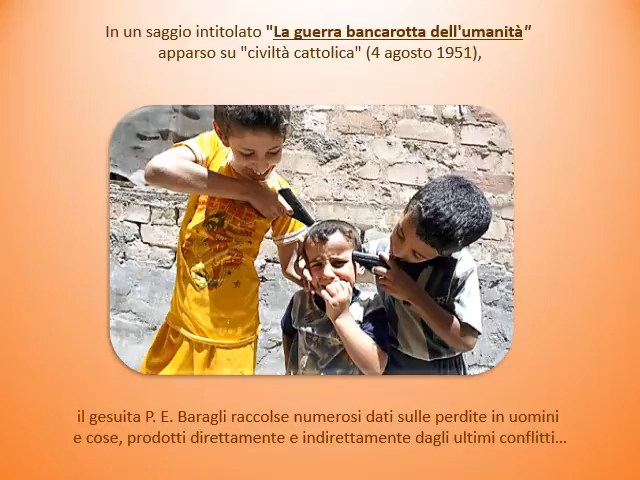 In un saggio intitolato "La guerra bancarotta dell'umanità"
apparso su "civiltà cattolica" (4 agosto 1951),
il gesuita P. E. Baragli raccolse numerosi dati sulle perdite in uomini
e cose, prodotti direttamente e indirettamente dagli ultimi conflitti...